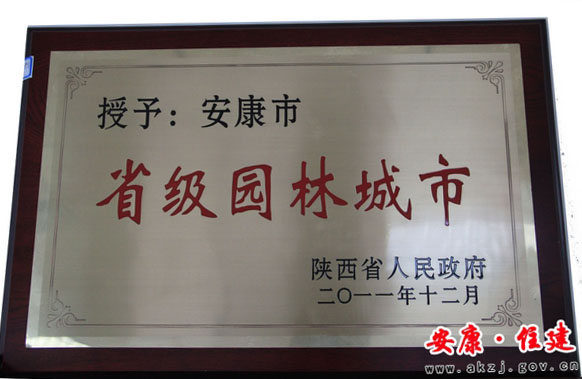 授予：安康市
省级园林城市
陕西省人民政府
二〇一一年十二月
安康·住建
www.akzj.gov.cn